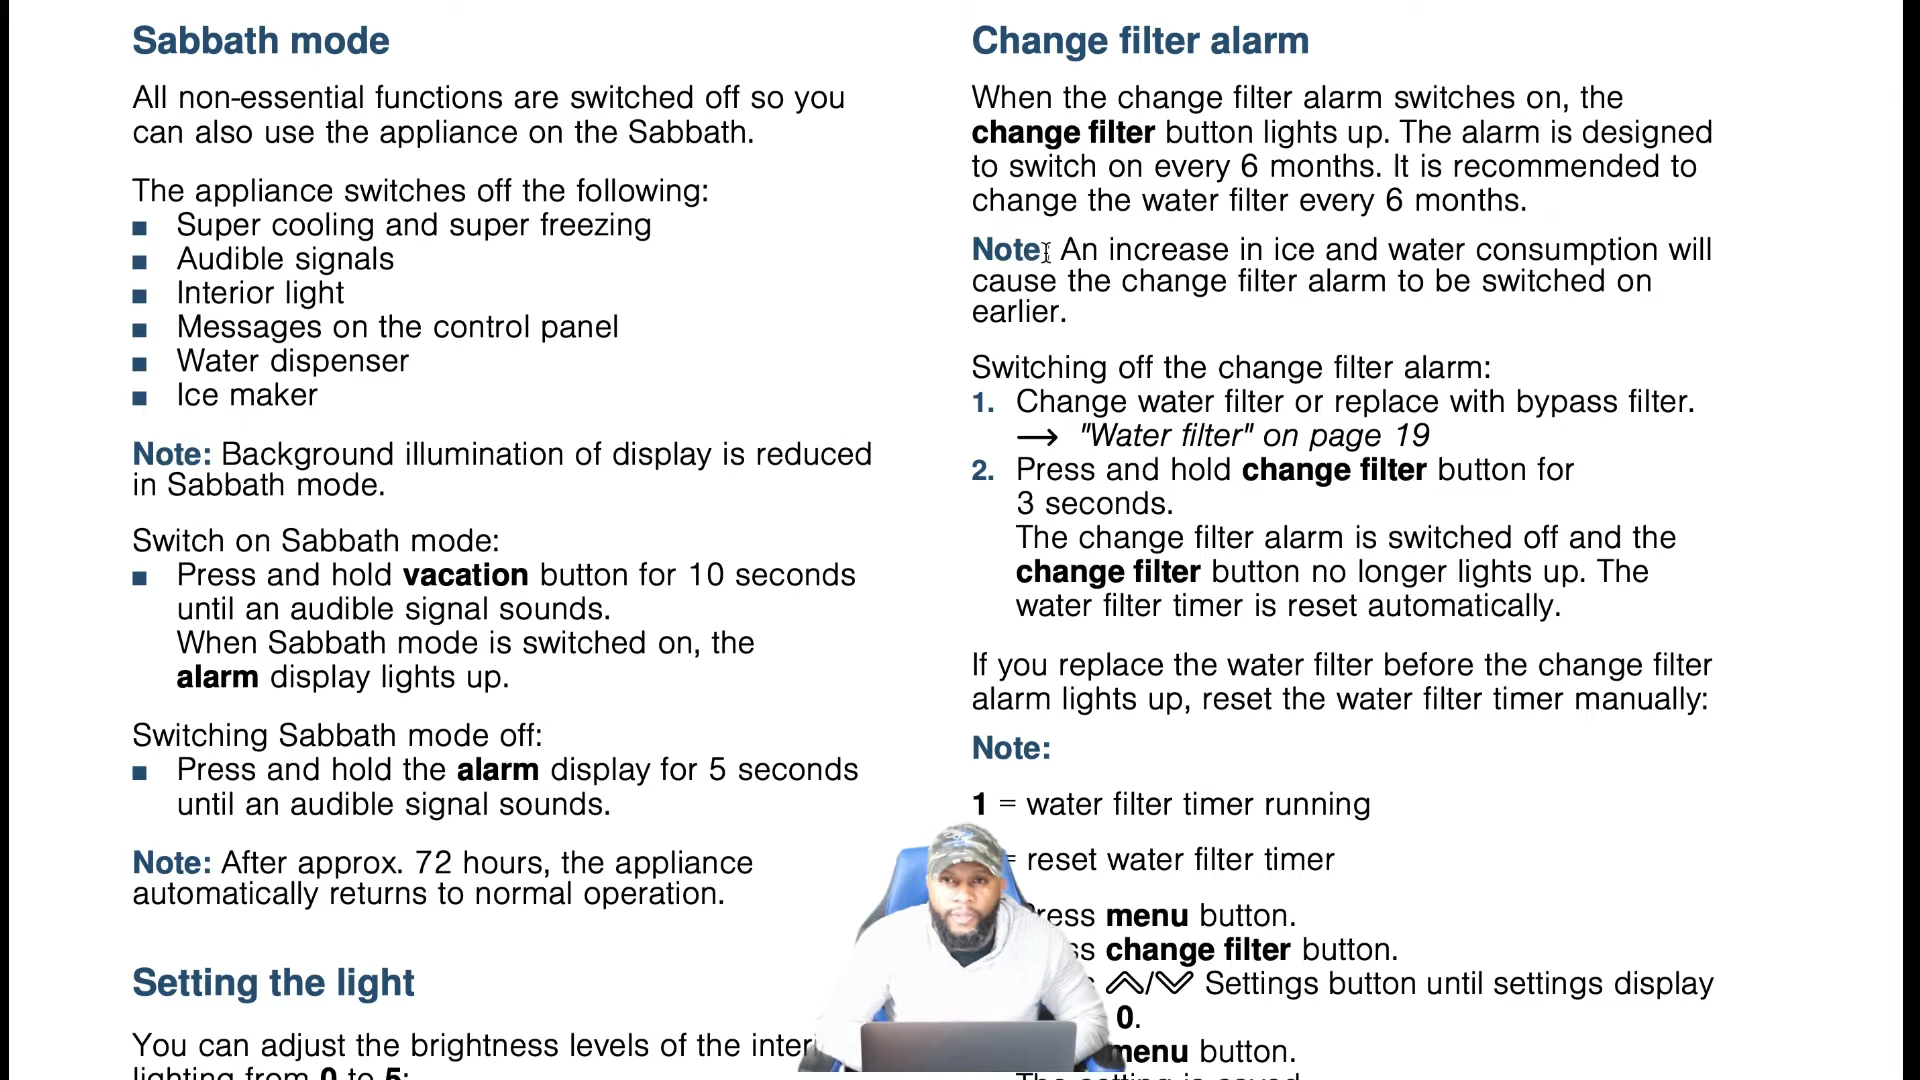 Sabbath mode
All non-essential functions are switched off so you
can also use the appliance on the Sabbath.
The appliance switches off the following:
■ Super cooling and super freezing
■ Audible signals
■ Interior light
■ Messages on the control panel
■ Water dispenser
■ Ice maker
Note: Background illumination of display is reduced
in Sabbath mode.
Switch on Sabbath mode:
■ Press and hold vacation button for 10 seconds
until an audible signal sounds.
When Sabbath mode is switched on, the
alarm display lights up.
Switching Sabbath mode off:
■ Press and hold the alarm display for 5 seconds
until an audible signal sounds.
Note: After approx. 72 hours, the appliance
automatically returns to normal operation.
Setting the light
You can adjust the brightness levels of the
lighting from 0 to 5:
Change filter alarm
When the change filter alarm switches on, the
change filter button lights up. The alarm is designed
to switch on every 6 months. It is recommended to
change the water filter every 6 months.
Note: An increase in ice and water consumption will
cause the change filter alarm to be switched on
earlier.
Switching off the change filter alarm:
1. Change water filter or replace with bypass filter.
→ "Water filter" on page 19
2. Press and hold change filter button for
3 seconds.
The change filter alarm is switched off and the
change filter button no longer lights up. The
water filter timer is reset automatically.
If you replace the water filter before the change filter
alarm lights up, reset the water filter timer manually:
Note:
1 = water filter timer running
= reset water filter timer
menu button.
change filter button.
/ Settings button until settings display
0.
menu button.
The setting is saved